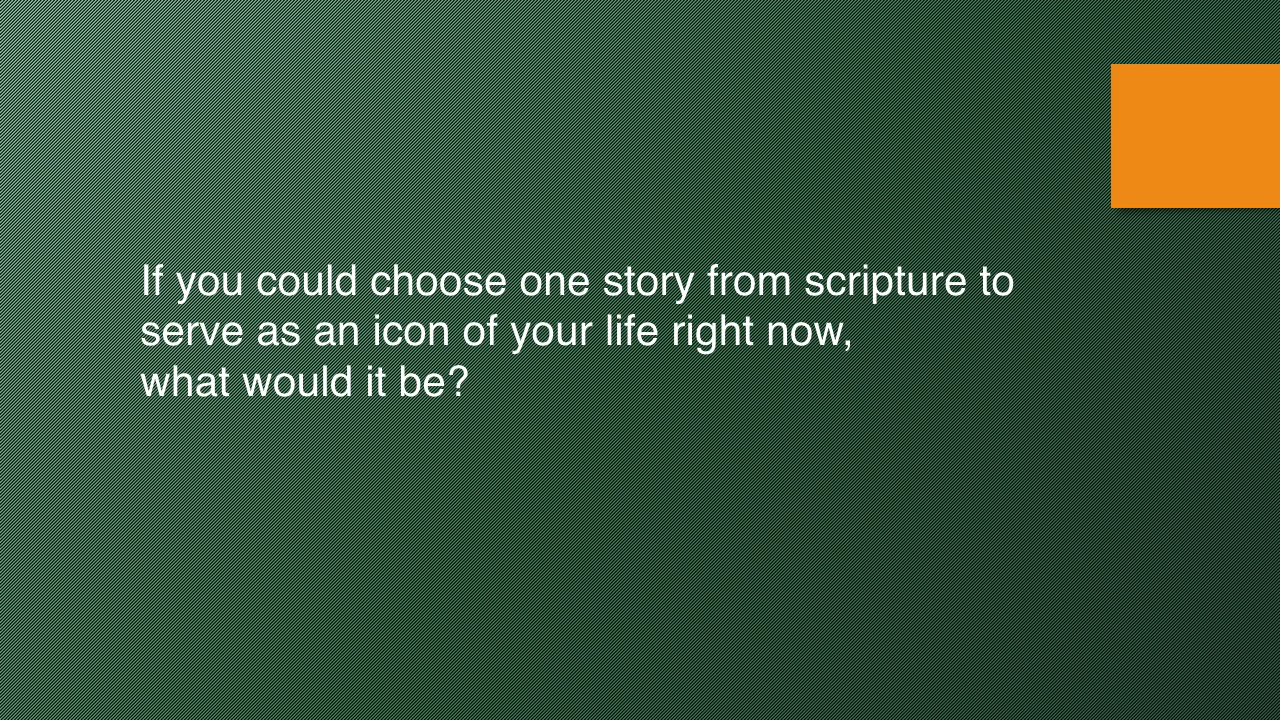 If you could choose one story from scripture to
serve as an icon of your life right now,
what would it be?